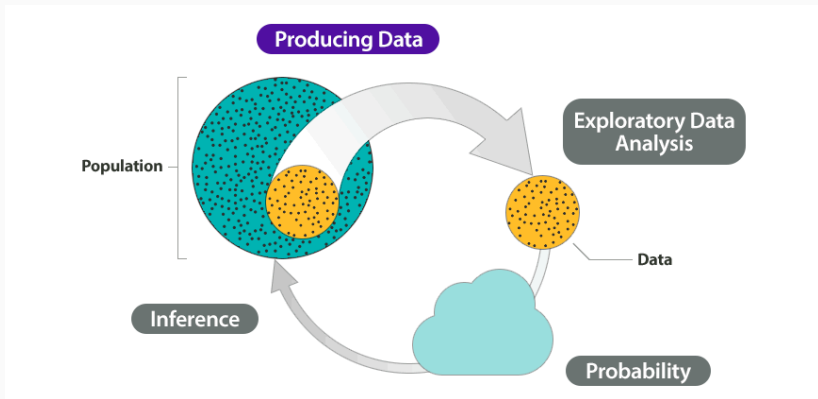 Producing Data
Exploratory Data
Analysis
Population
Data
Inference
Probability